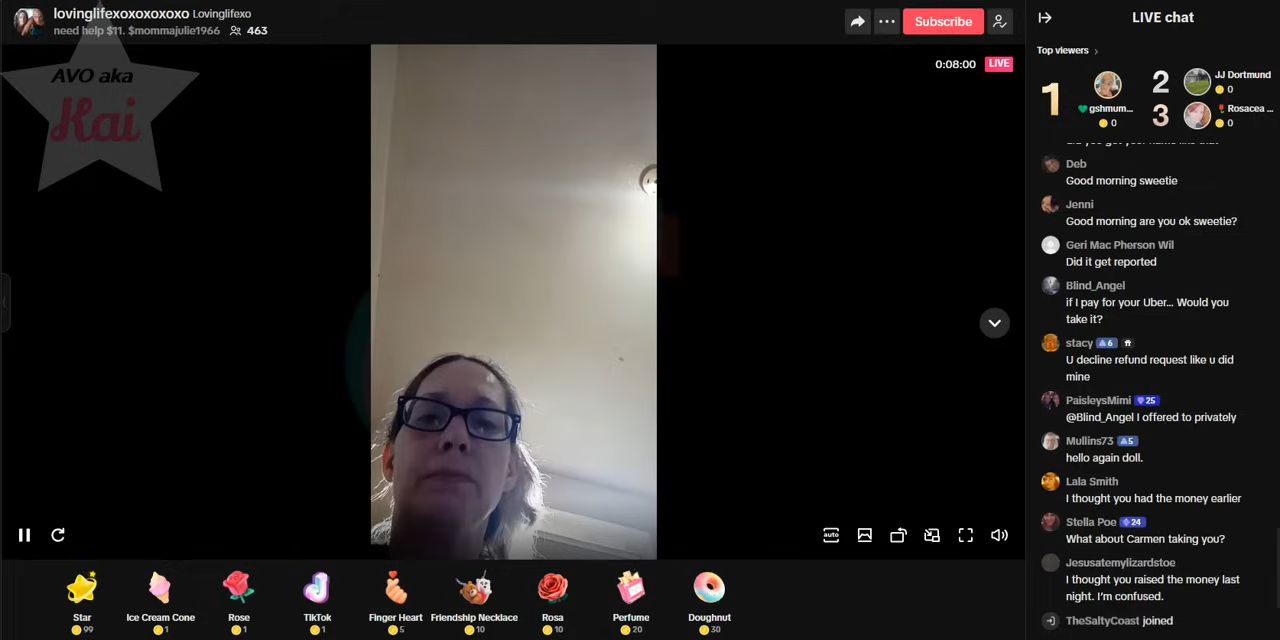 lovinglifexoxoxoxoxo Lovinglifexo
need help $11. $mommajulie1966 463
Subscribe
AVO aka
Kai
0:08:00 LIVE
auto
Star
99
Ice Cream Cone
1
Rose
1
TikTok
1
Finger Heart
5
Friendship Necklace
10
Rosa
10
Perfume
20
Doughnut
30
LIVE chat
Top viewers
1
gshmum...
0
2
JJ Dortmund
0
3
Rosacea ...
0
Deb
Good morning sweetie
Jenni
Good morning are you ok sweetie?
Geri Mac Pherson Wil
Did it get reported
Blind_Angel
if I pay for your Uber... Would you
take it?
stacy 6
U decline refund request like u did
mine
PaisleysMimi 25
@Blind_Angel I offered to privately
Mullins73 5
hello again doll.
Lala Smith
I thought you had the money earlier
Stella Poe 24
What about Carmen taking you?
Jesusatemylizardstoe
I thought you raised the money last
night. I'm confused.
TheSaltyCoast joined